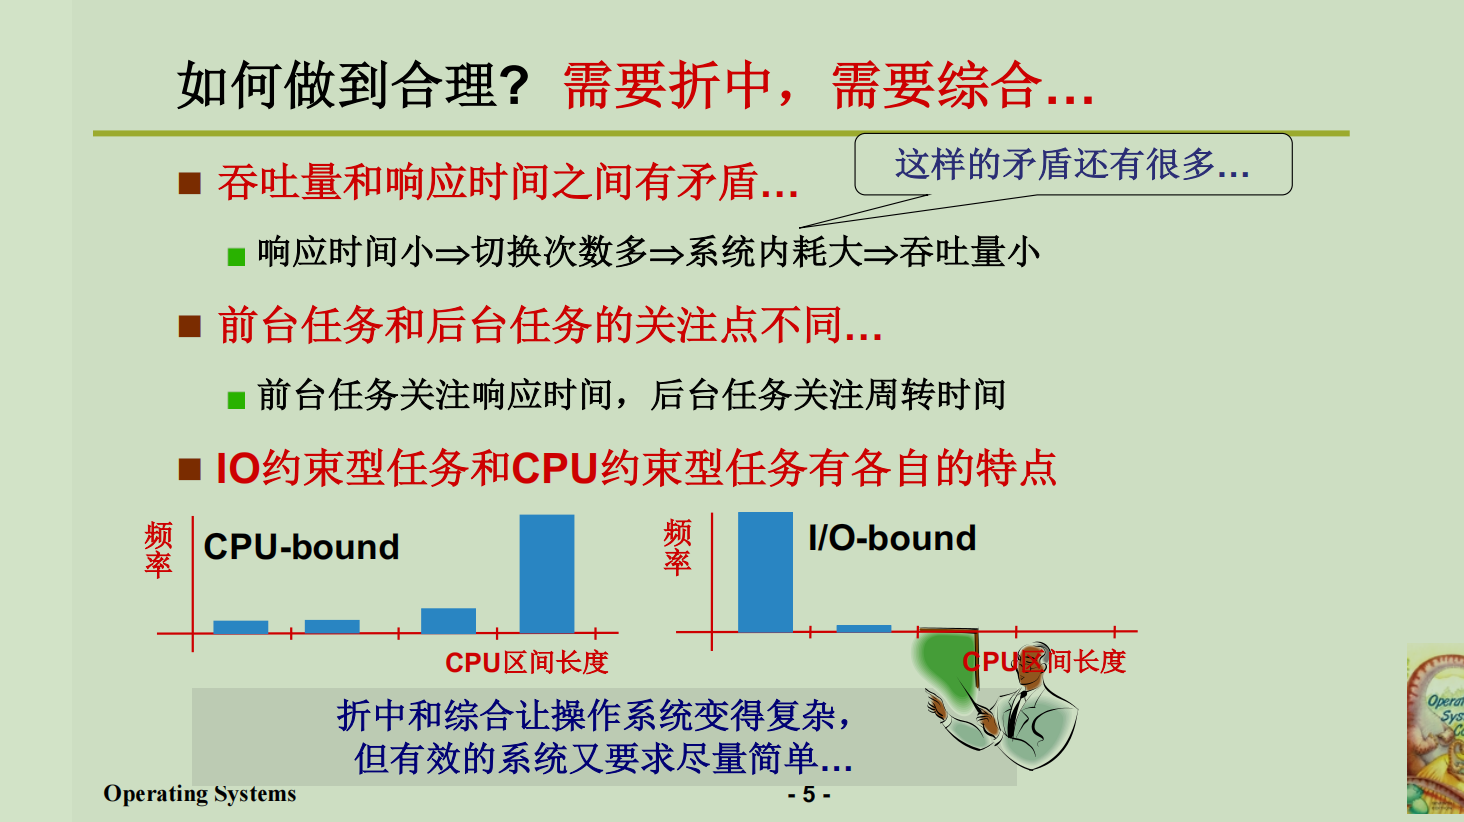 如何做到合理? 需要折中，需要综合…
这样的矛盾还有很多…
吞吐量和响应时间之间有矛盾…
响应时间小⇒切换次数多⇒系统内耗大⇒吞吐量小
前台任务和后台任务的关注点不同…
前台任务关注响应时间，后台任务关注周转时间
IO约束型任务和CPU约束型任务有各自的特点
频率
CPU-bound
CPU区间长度
频率
I/O-bound
CPU区间长度
折中和综合让操作系统变得复杂，
但有效的系统又要求尽量简单…
Operating Systems
- 5 -